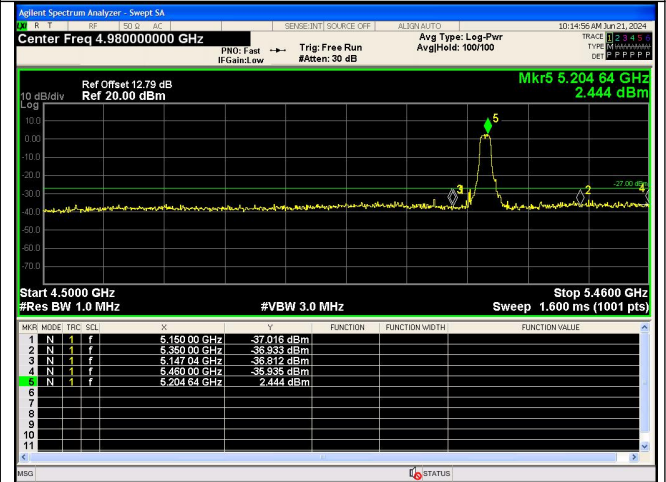 Agilent Spectrum Analyzer - Swept SA
R T RF 50 Ω AC SENSE:INT SOURCE OFF ALIGN AUTO 10:14:56 AM Jun 21, 2024
Center Freq 4.980000000 GHz Avg Type: Log-Pwr TRACE 1 2 3 4 5 6
PNO: Fast Trig: Free Run Avg|Hold: 100/100 TYPE M
IFGain:Low #Atten: 30 dB DET P P P P P P
Mkr5 5.204 64 GHz
Ref Offset 12.79 dB
10 dB/div Ref 20.00 dBm 2.444 dBm
Log
10.0
0.00
-10.0
-20.0
-30.0
-40.0
-50.0
-60.0
-70.0
5
3
2
4
-27.00 dBm
Start 4.5000 GHz Stop 5.4600 GHz
#Res BW 1.0 MHz #VBW 3.0 MHz Sweep 1.600 ms (1001 pts)
MKR MODE TRC SCL X Y FUNCTION FUNCTION WIDTH FUNCTION VALUE
1 N 1 f 5.150 00 GHz -37.016 dBm
2 N 1 f 5.350 00 GHz -36.933 dBm
3 N 1 f 5.147 04 GHz -36.812 dBm
4 N 1 f 5.460 00 GHz -35.935 dBm
5 N 1 f 5.204 64 GHz 2.444 dBm
6
7
8
9
10
11
MSG STATUS